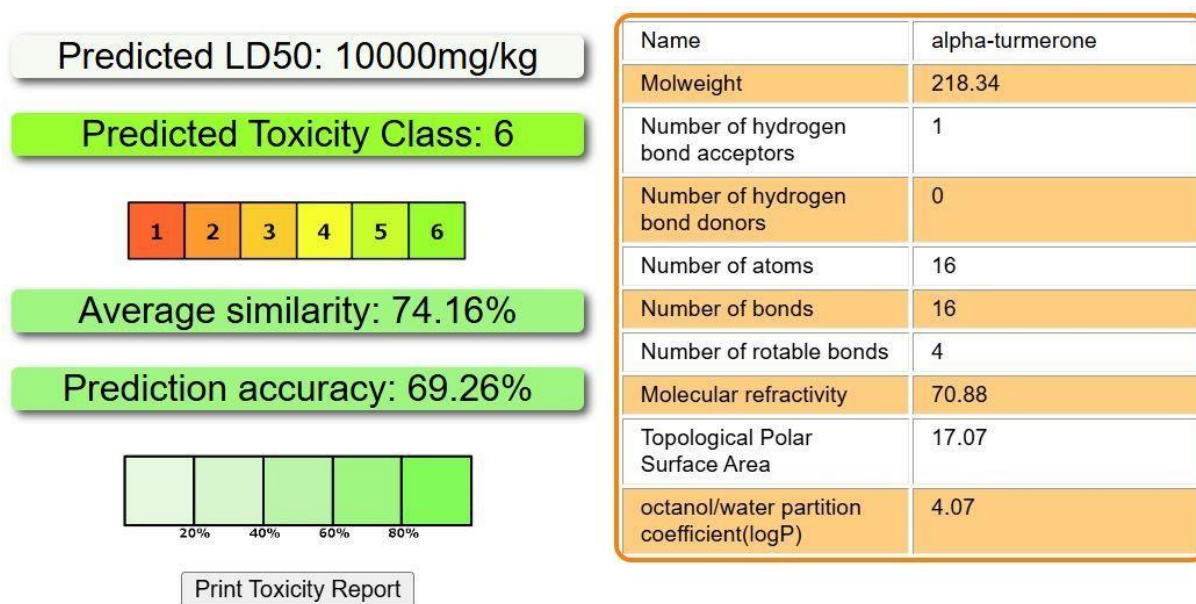 Predicted LD50: 10000mg/kg
Predicted Toxicity Class: 6
1 2 3 4 5 6
Average similarity: 74.16%
Prediction accuracy: 69.26%
20% 40% 60% 80%
Print Toxicity Report
Name alpha-turmerone
Molweight 218.34
Number of hydrogen
bond acceptors 1
Number of hydrogen
bond donors 0
Number of atoms 16
Number of bonds 16
Number of rotable bonds 4
Molecular refractivity 70.88
Topological Polar
Surface Area 17.07
octanol/water partition
coefficient(logP) 4.07